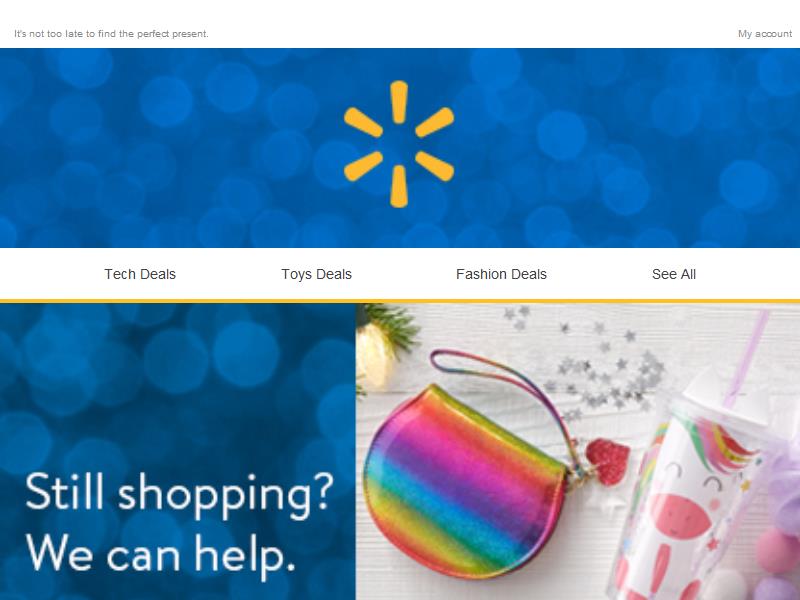 It's not too late to find the perfect present.
My account
Tech Deals
Toys Deals
Fashion Deals
See All
Still shopping?
We can help.